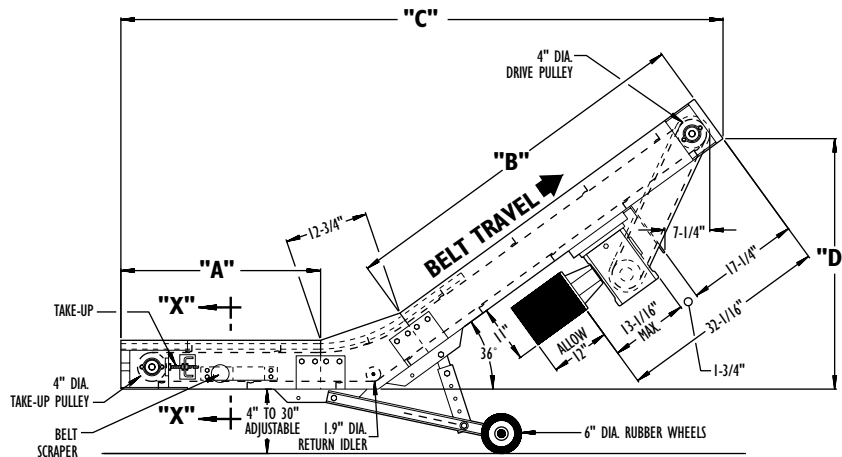 "C"
4" DIA.
DRIVE PULLEY
"B"
BELT TRAVEL
12-3/4"
"A"
"X"
TAKE-UP
7-1/4"
"D
17-1/4"
32-1/16"
13-1/16"
MAX.
1-3/4"
11"
ALLOW
12"
36°
4" DIA.
TAKE-UP PULLEY
"X"
BELT
SCRAPER
4" TO 30"
ADJUSTABLE
1.9" DIA.
RETURN IDLER
6" DIA. RUBBER WHEELS